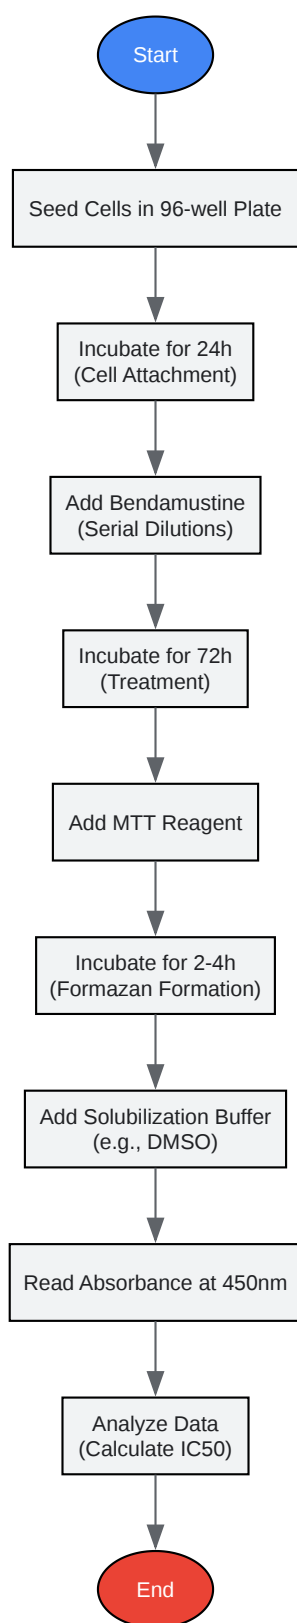 Start
Seed Cells in 96-well Plate
Incubate for 24h
(Cell Attachment)
Add Bendamustine
(Serial Dilutions)
Incubate for 72h
(Treatment)
Add MTT Reagent
Incubate for 2-4h
(Formazan Formation)
Add Solubilization Buffer
(e.g., DMSO)
Read Absorbance at 450nm
Analyze Data
(Calculate IC50)
End